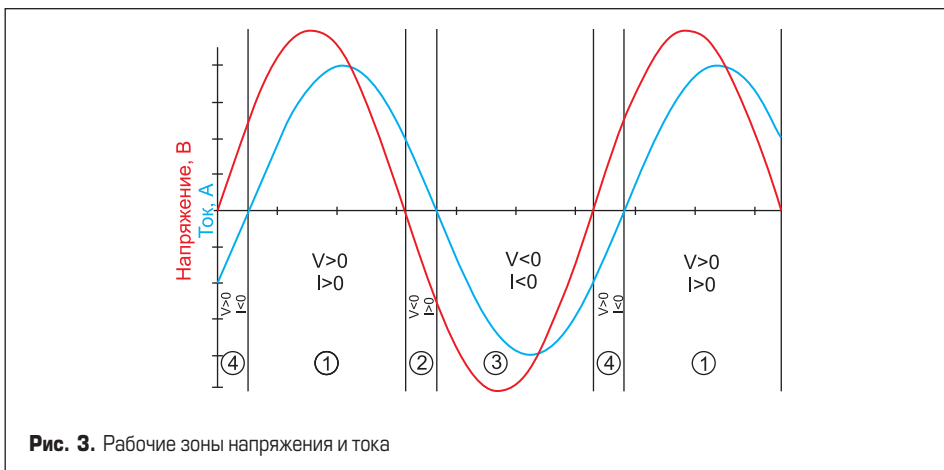 Напряжение, В
Ток, А
V>0
I<0
V>0
I>0
V<0
I>0
V<0
I<0
V>0
I<0
V>0
I>0
④
①
②
③
④
①
Рис. 3. Рабочие зоны напряжения и тока